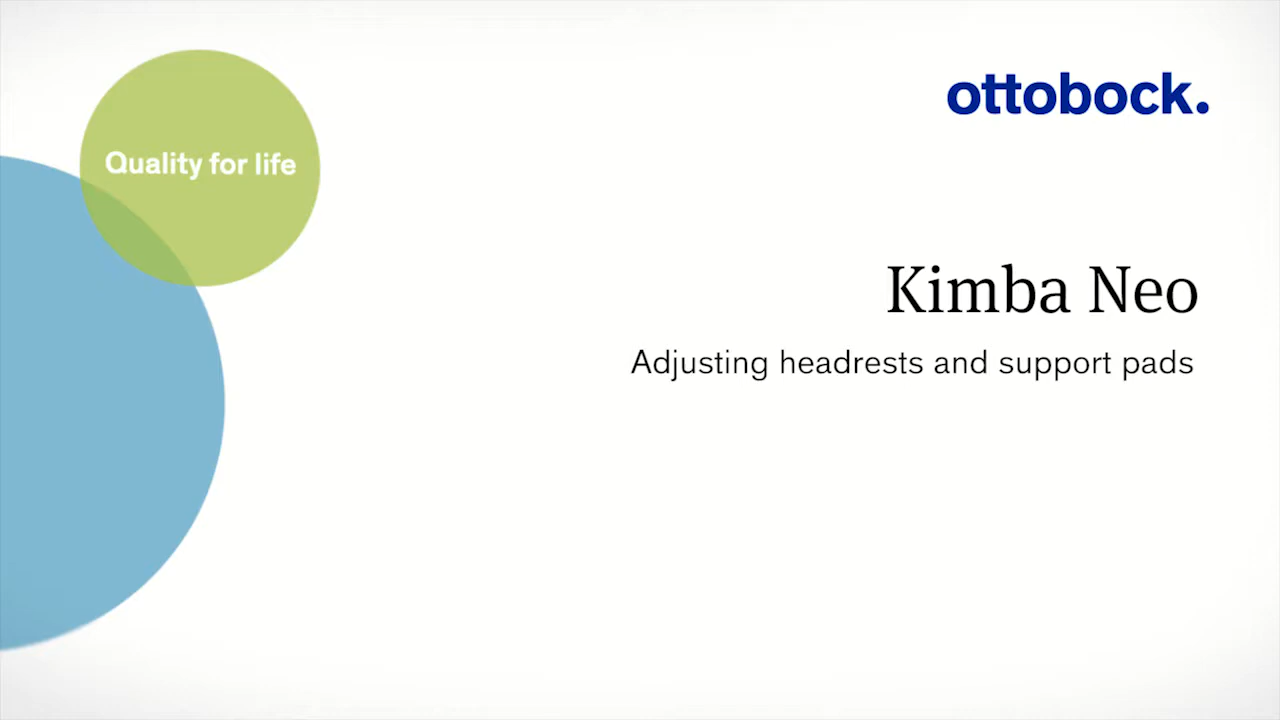 ottobock.
Quality for life
Kimba Neo
Adjusting headrests and support pads